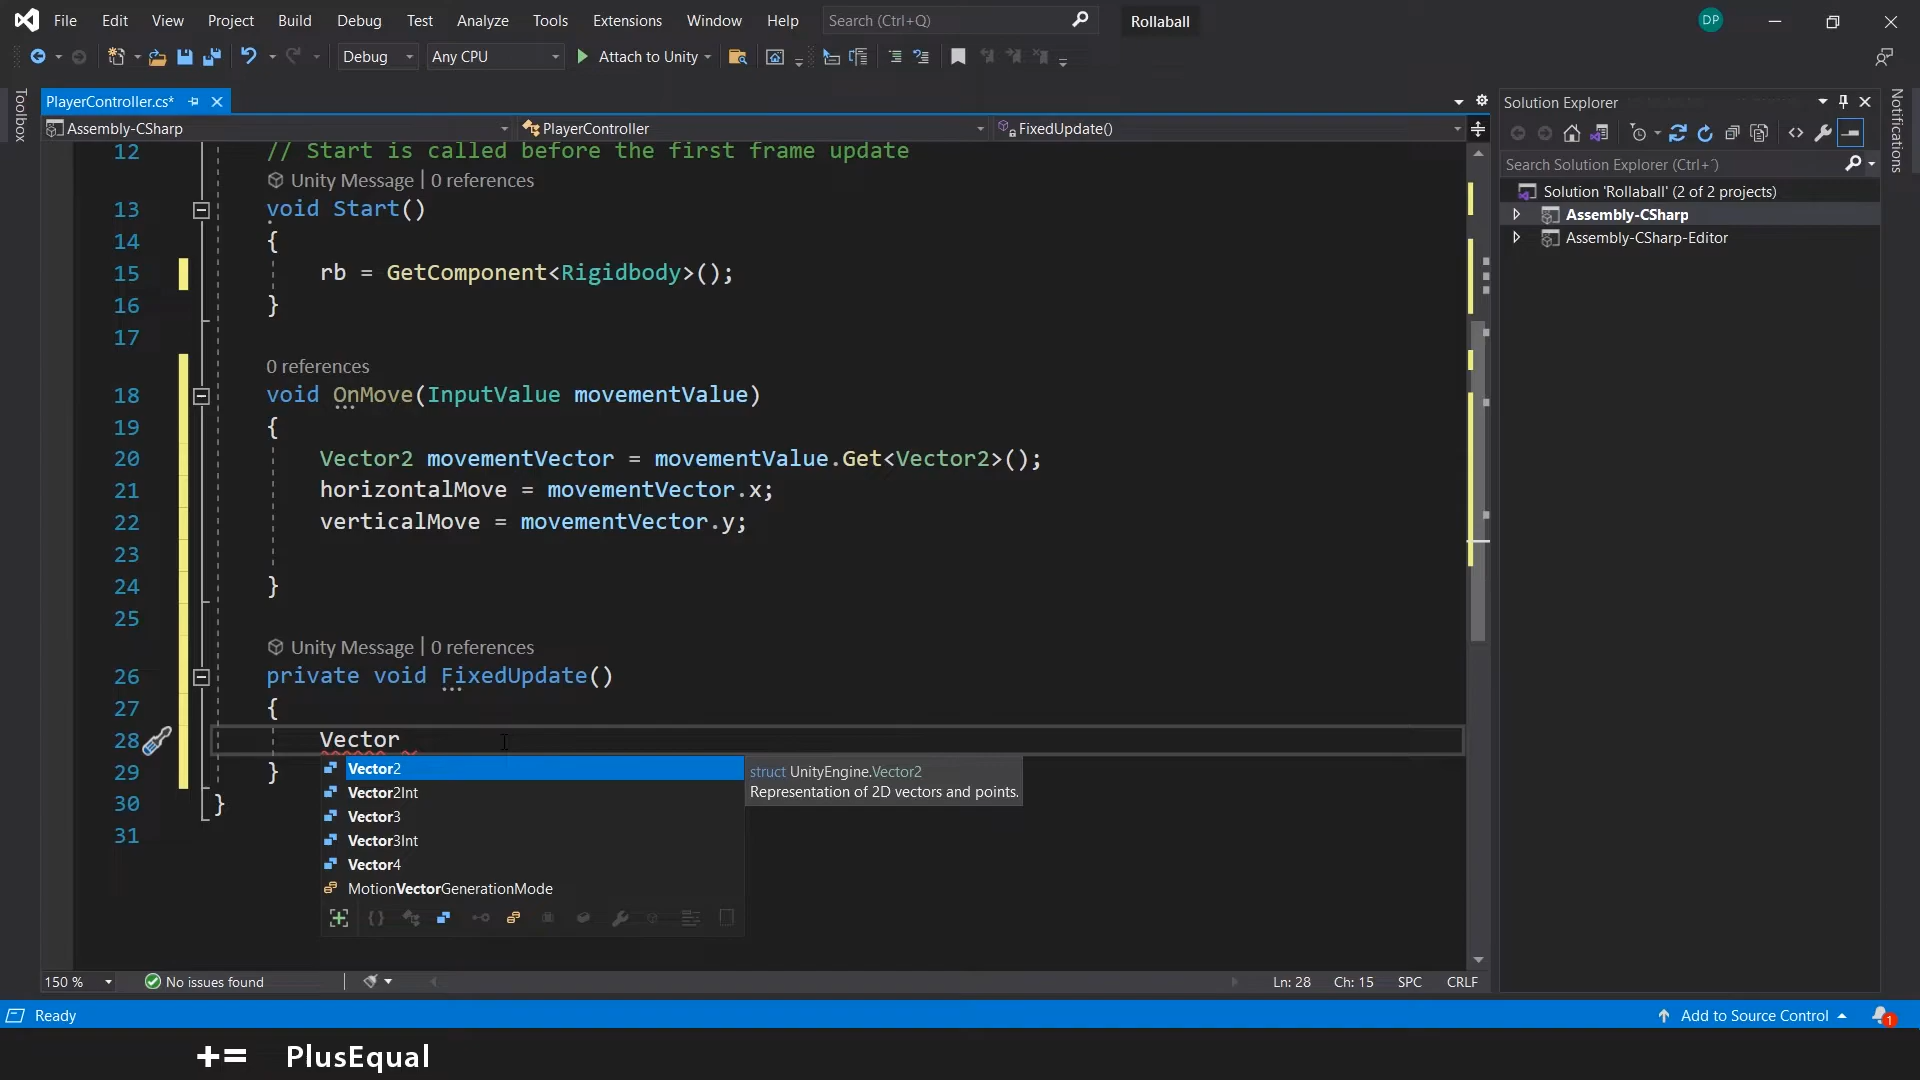 File Edit View Project Build Debug Test Analyze Tools Extensions Window Help Search (Ctrl+Q) Rollaball DP
Debug Any CPU Attach to Unity
Toolbox
PlayerController.cs*
Assembly-CSharp PlayerController FixedUpdate()
12 // Start is called before the first frame update
Unity Message | 0 references
13 void Start()
14 {
15 rb = GetComponent<Rigidbody>();
16 }
17
0 references
18 void OnMove(InputValue movementValue)
19 {
20 Vector2 movementVector = movementValue.Get<Vector2>();
21 horizontalMove = movementVector.x;
22 verticalMove = movementVector.y;
23
24 }
25
Unity Message | 0 references
26 private void FixedUpdate()
27 {
28 Vector
29 }
30 }
31
Vector2
Vector2Int
Vector3
Vector3Int
Vector4
MotionVectorGenerationMode
struct UnityEngine.Vector2
Representation of 2D vectors and points.
150 % No issues found Ln: 28 Ch: 15 SPC CRLF
Solution Explorer
Search Solution Explorer (Ctrl+´)
Solution 'Rollaball' (2 of 2 projects)
Assembly-CSharp
Assembly-CSharp-Editor
Notifications
Ready Add to Source Control 1
+= PlusEqual